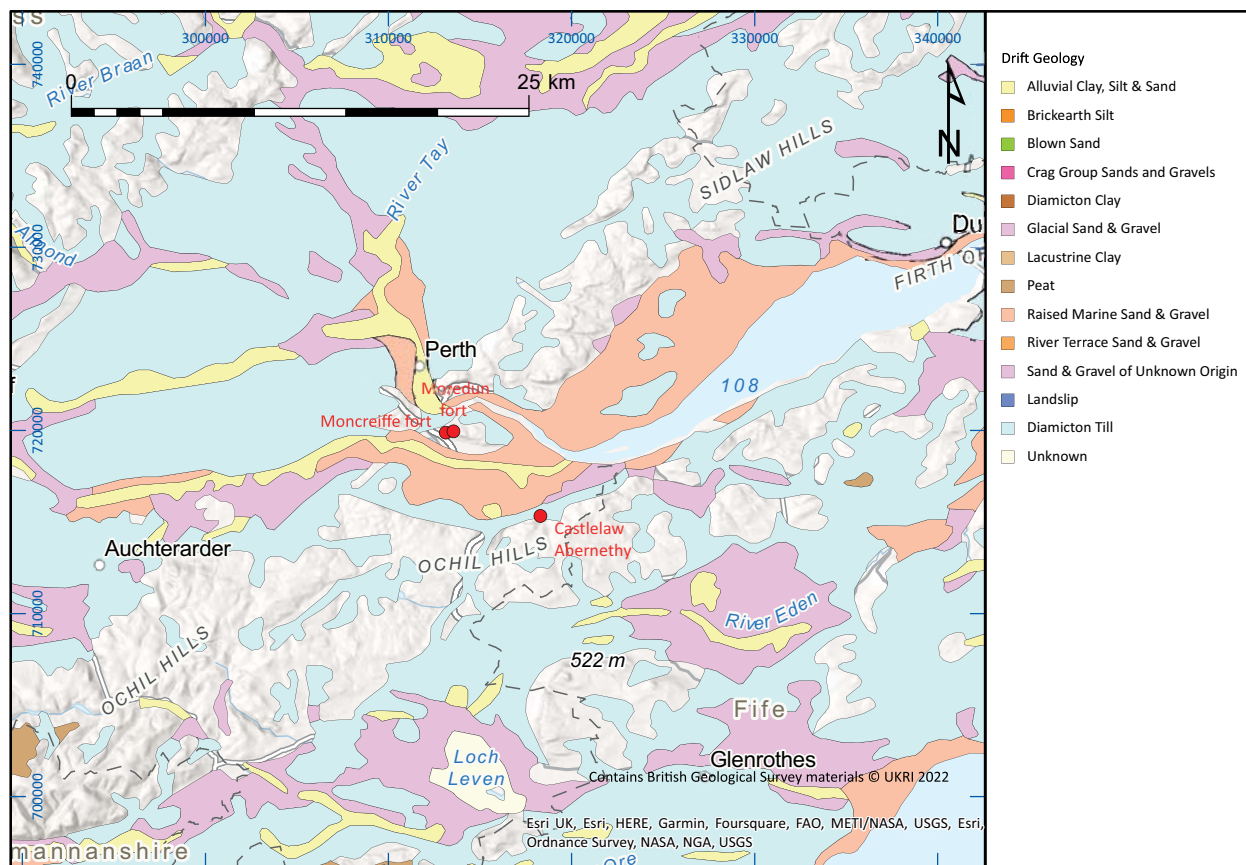 ss
300000
310000
320000
330000
340000
740000
River Braan
0
25 km
N
River Tay
SIDLAW HILLS
Almond
730000
Du
FIRTH OF
Perth
f
108
Moredun
fort
Moncreiffe fort
720000
Castlelaw
Abernethy
Auchterarder
OCHIL HILLS
710000
River Eden
OCHIL HILLS
522 m
Fife
Loch
Leven
Glenrothes
700000
Contains British Geological Survey materials © UKRI 2022
Esri UK, Esri, HERE, Garmin, Foursquare, FAO, METI/NASA, USGS, Esri,
Ordnance Survey, NASA, NGA, USGS
mannanshire
Ore
Drift Geology
Alluvial Clay, Silt & Sand
Brickearth Silt
Blown Sand
Crag Group Sands and Gravels
Diamicton Clay
Glacial Sand & Gravel
Lacustrine Clay
Peat
Raised Marine Sand & Gravel
River Terrace Sand & Gravel
Sand & Gravel of Unknown Origin
Landslip
Diamicton Till
Unknown